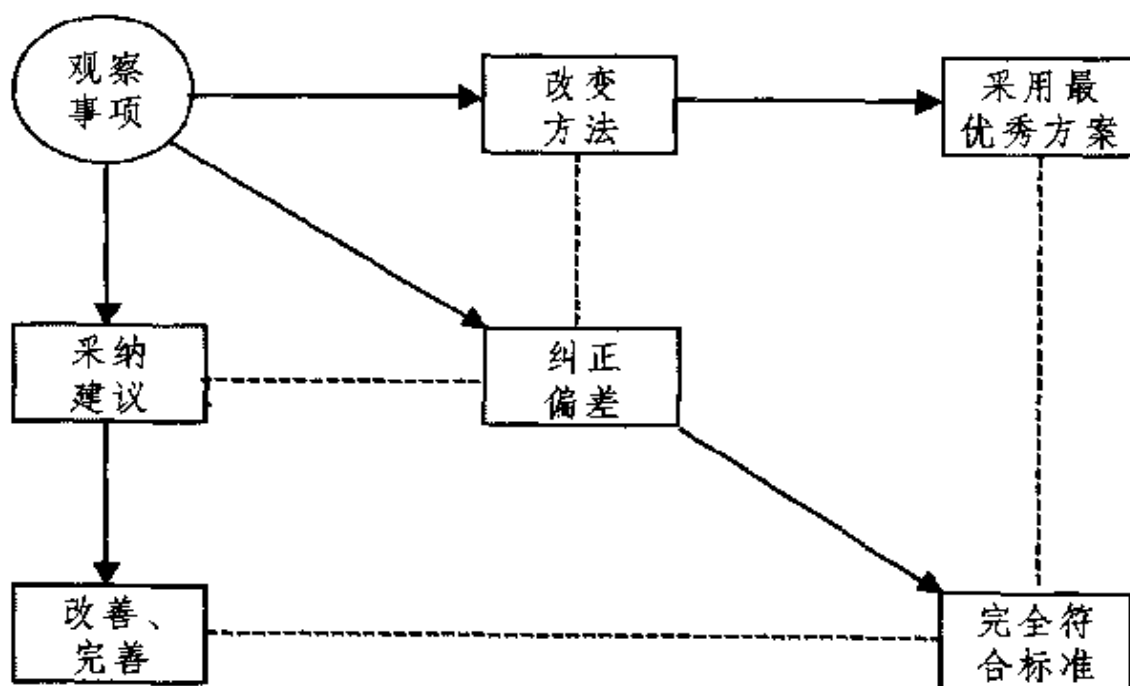 观察
事项
改变
方法
采用最
优秀方案
采纳
建议
纠正
偏差
改善、
完善
完全符
合标准